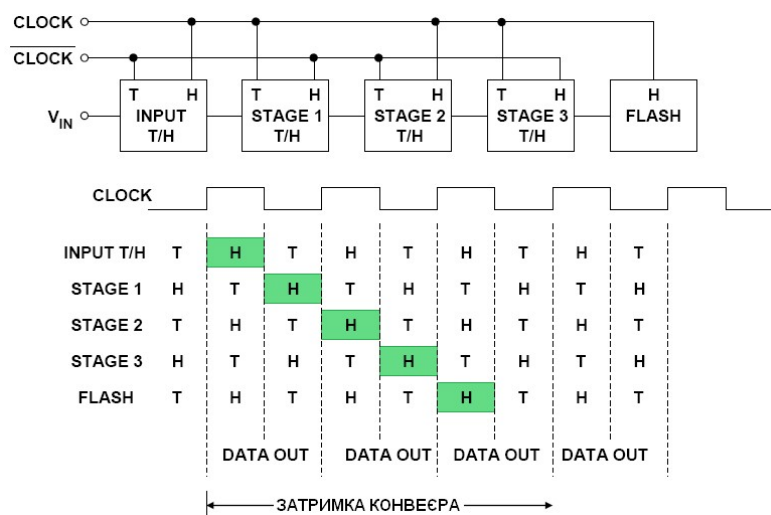 CLOCK
CLOCK
T H T H T H T H H
V_IN INPUT STAGE 1 STAGE 2 STAGE 3 FLASH
T/H T/H T/H T/H
CLOCK
INPUT T/H T H T H T H T H T
STAGE 1 H T H T H T H T H
STAGE 2 T H T H T H T H T
STAGE 3 H T H T H T H T H
FLASH T H T H T H T H T
DATA OUT DATA OUT DATA OUT DATA OUT
ЗАТРИМКА КОНВЕЄРА